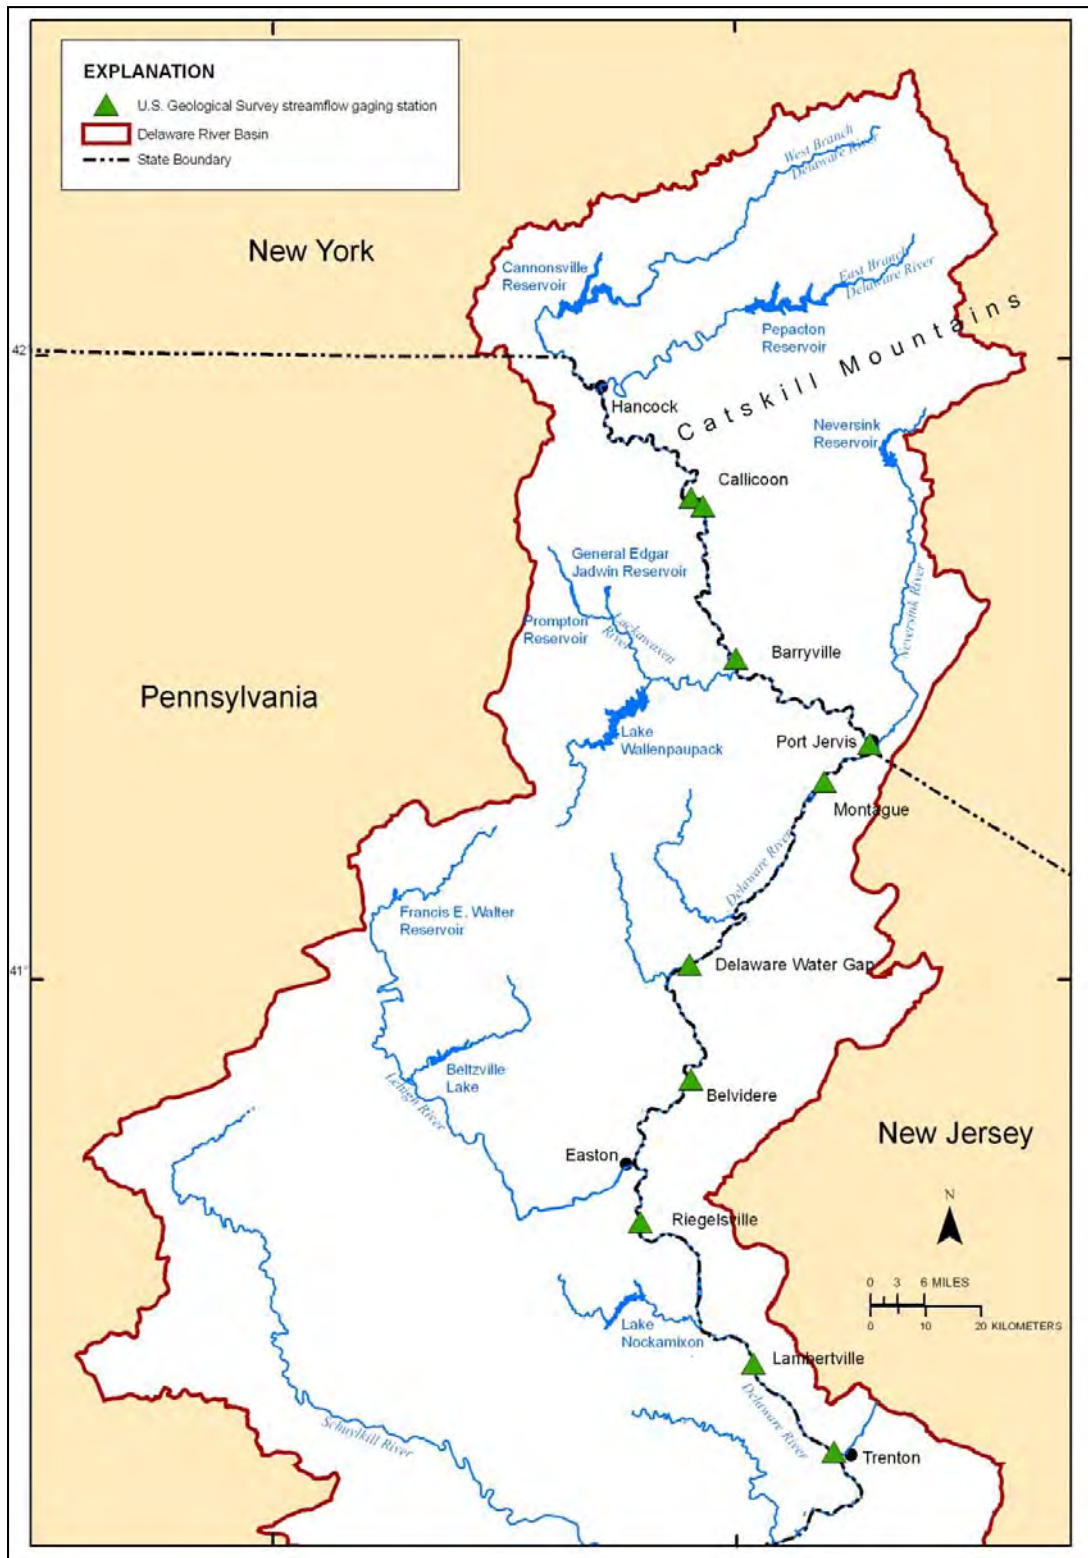 EXPLANATION
U.S. Geological Survey streamflow gaging station
Delaware River Basin
State Boundary
West Branch
Delaware River
New York
Cannonsville
Reservoir
East Branch
Delaware River
Pepacton
Reservoir
Catskill Mountains
42°
Hancock
Neversink
Reservoir
Callicoon
General Edgar
Jadwin Reservoir
Prompton
Reservoir
Lackawaxen
River
Neversink River
Barryville
Pennsylvania
Lake
Wallenpaupack
Port Jervis
Montague
Delaware River
Francis E. Walter
Reservoir
41°
Delaware Water Gap
Beltzville
Lake
Lehigh River
Belvidere
New Jersey
Easton
N
Riegelsville
0 3 6 MILES
0 10 20 KILOMETERS
Lake
Nockamixon
Lambertville
Delaware River
Schuylkill River
Trenton